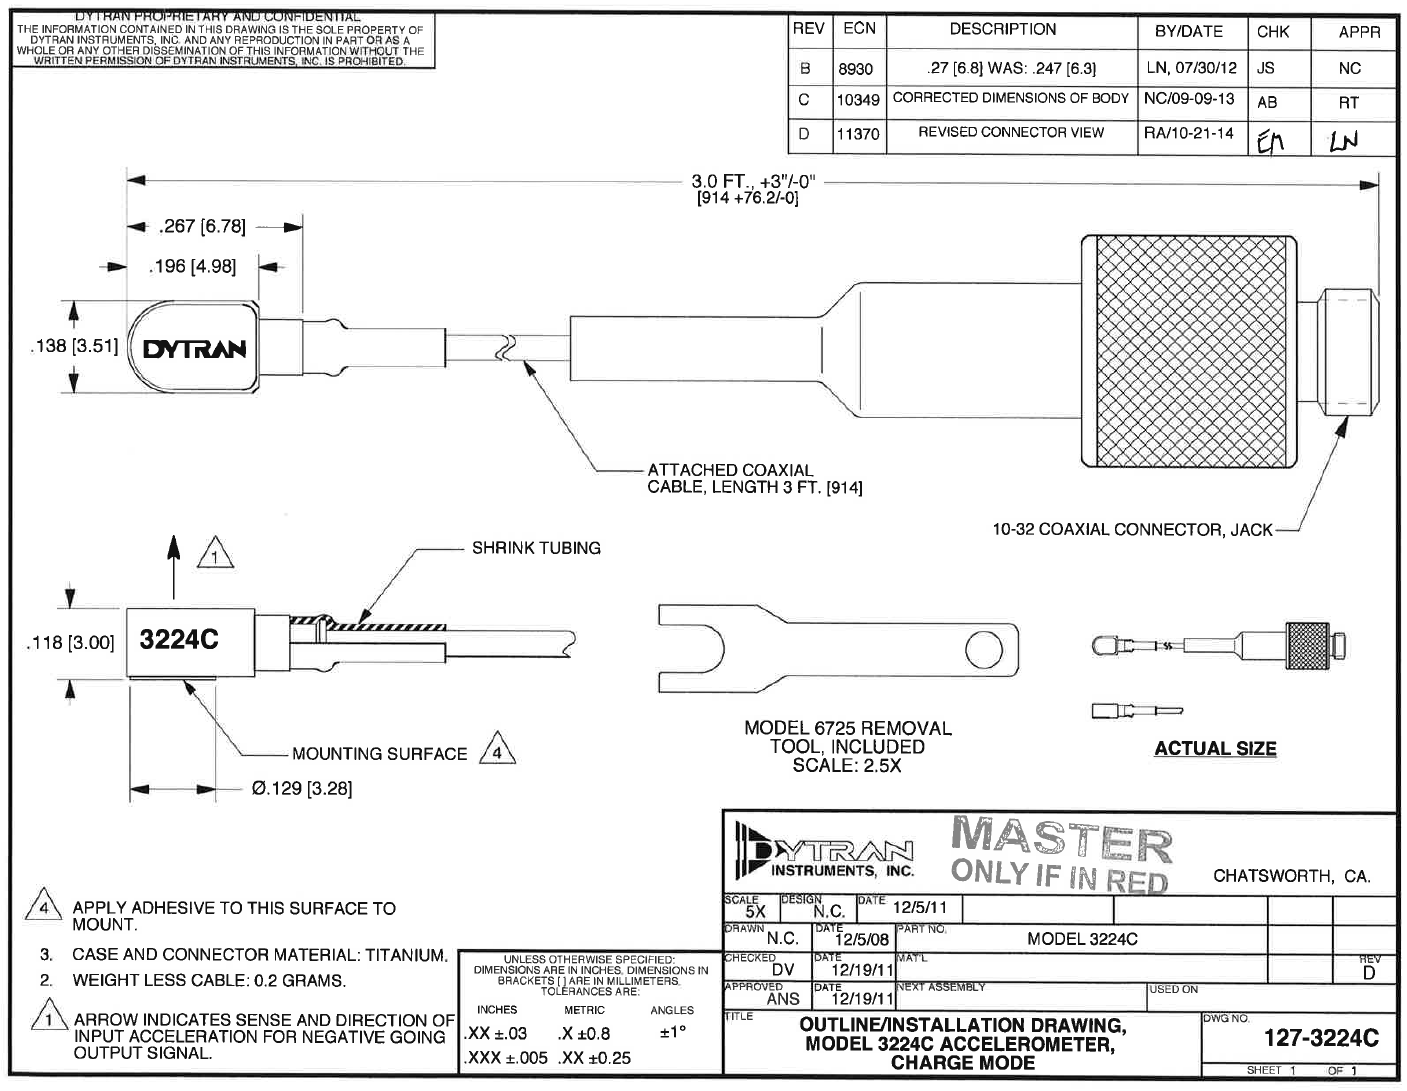 DYTRAN PROPRIETARY AND CONFIDENTIAL
THE INFORMATION CONTAINED IN THIS DRAWING IS THE SOLE PROPERTY OF
DYTRAN INSTRUMENTS, INC. AND ANY REPRODUCTION IN PART OR AS A
WHOLE OR ANY OTHER DISSEMINATION OF THIS INFORMATION WITHOUT THE
WRITTEN PERMISSION OF DYTRAN INSTRUMENTS, INC. IS PROHIBITED.
REV ECN DESCRIPTION BY/DATE CHK APPR
B 8930 .27 [6.8] WAS: .247 [6.3] LN, 07/30/12 JS NC
C 10349 CORRECTED DIMENSIONS OF BODY NC/09-09-13 AB RT
D 11370 REVISED CONNECTOR VIEW RA/10-21-14 EM LN
3.0 FT., +3"/-0"
[914 +76.2/-0]
.267 [6.78]
.196 [4.98]
.138 [3.51]
DYTRAN
ATTACHED COAXIAL
CABLE, LENGTH 3 FT. [914]
10-32 COAXIAL CONNECTOR, JACK
1
SHRINK TUBING
.118 [3.00]
3224C
MOUNTING SURFACE 4
Ø.129 [3.28]
MODEL 6725 REMOVAL
TOOL, INCLUDED
SCALE: 2.5X
ACTUAL SIZE
4 APPLY ADHESIVE TO THIS SURFACE TO
MOUNT.
3. CASE AND CONNECTOR MATERIAL: TITANIUM.
2. WEIGHT LESS CABLE: 0.2 GRAMS.
1 ARROW INDICATES SENSE AND DIRECTION OF
INPUT ACCELERATION FOR NEGATIVE GOING
OUTPUT SIGNAL.
UNLESS OTHERWISE SPECIFIED:
DIMENSIONS ARE IN INCHES. DIMENSIONS IN
BRACKETS [ ] ARE IN MILLIMETERS.
TOLERANCES ARE:
INCHES METRIC ANGLES
.XX ±.03 .X ±0.8 ±1°
.XXX ±.005 .XX ±0.25
DYTRAN
INSTRUMENTS, INC.
MASTER
ONLY IF IN RED
CHATSWORTH, CA.
SCALE 5X DESIGN N.C. DATE 12/5/11
DRAWN N.C. DATE 12/5/08 PART NO. MODEL 3224C
CHECKED DV DATE 12/19/11 MAT'L REV D
APPROVED ANS DATE 12/19/11 NEXT ASSEMBLY USED ON
TITLE
OUTLINE/INSTALLATION DRAWING,
MODEL 3224C ACCELEROMETER,
CHARGE MODE
DWG NO.
127-3224C
SHEET 1 OF 1